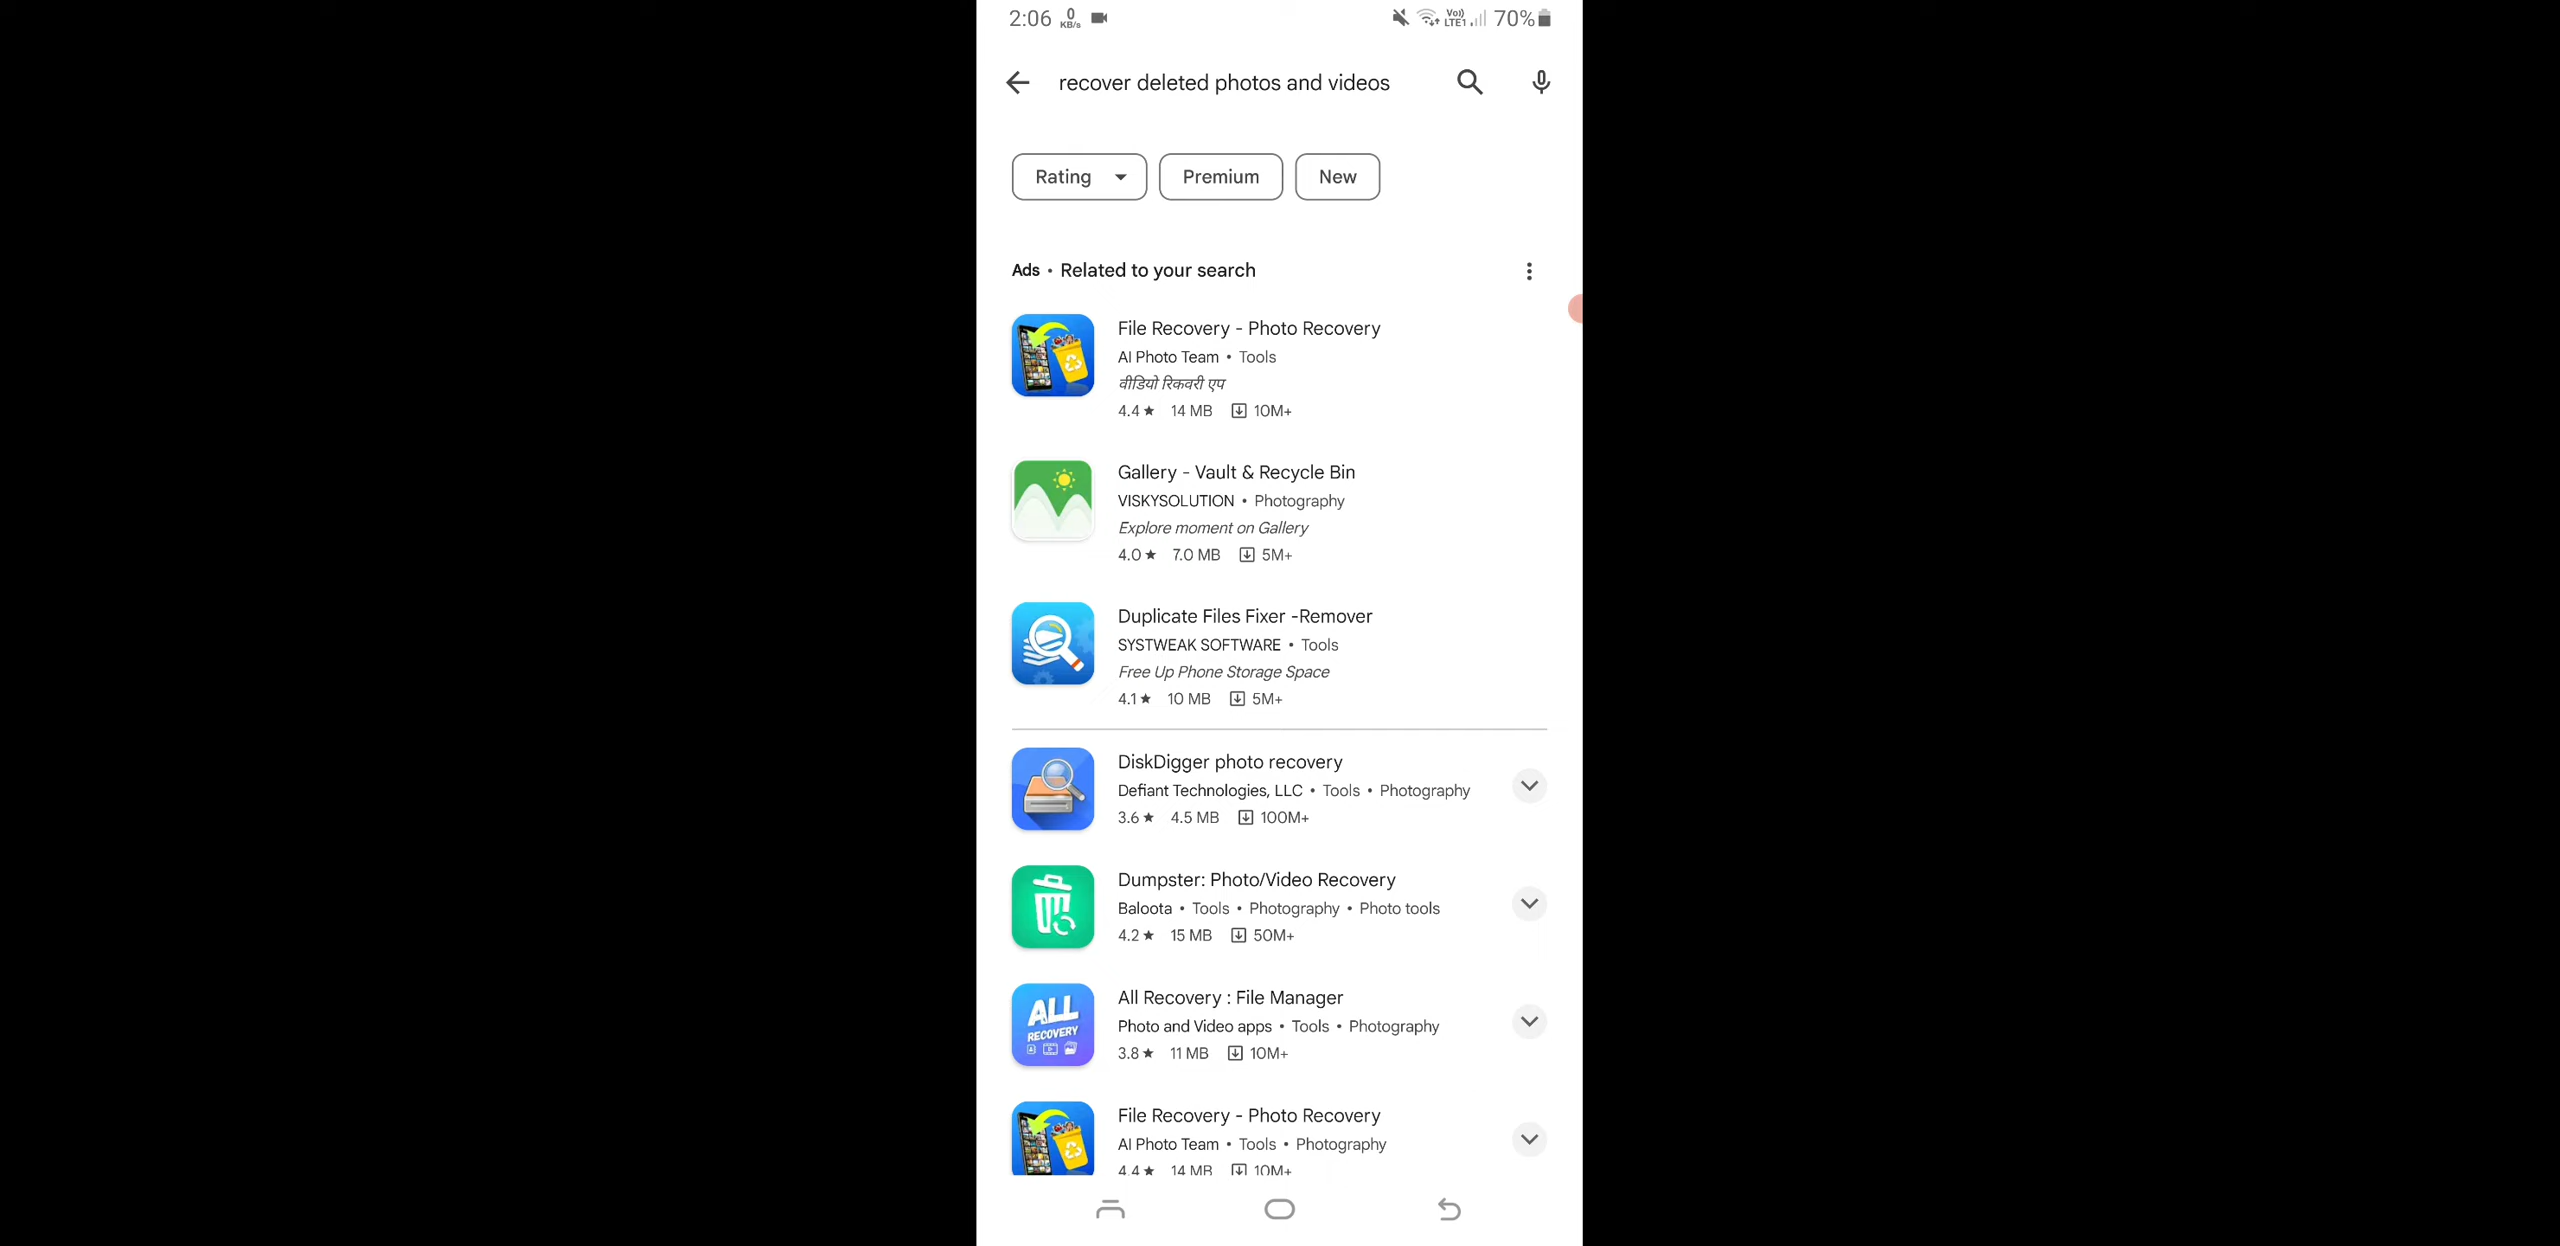 2:06 0 KB/s Vo)) LTE1 70%
recover deleted photos and videos
Rating Premium New
Ads • Related to your search
File Recovery - Photo Recovery
AI Photo Team • Tools
वीडियो रिकवरी एप
4.4★ 14 MB 10M+
Gallery - Vault & Recycle Bin
VISKYSOLUTION • Photography
Explore moment on Gallery
4.0★ 7.0 MB 5M+
Duplicate Files Fixer -Remover
SYSTWEAK SOFTWARE • Tools
Free Up Phone Storage Space
4.1★ 10 MB 5M+
DiskDigger photo recovery
Defiant Technologies, LLC • Tools • Photography
3.6★ 4.5 MB 100M+
Dumpster: Photo/Video Recovery
Baloota • Tools • Photography • Photo tools
4.2★ 15 MB 50M+
ALL
RECOVERY
All Recovery : File Manager
Photo and Video apps • Tools • Photography
3.8★ 11 MB 10M+
File Recovery - Photo Recovery
AI Photo Team • Tools • Photography
4.4★ 14 MB 10M+